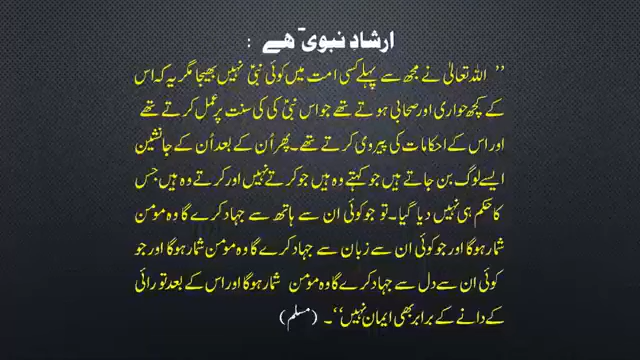 ارشادِ نبویؐ ہے :
’’ اللہ تعالیٰ نے مجھ سے پہلے کسی امت میں کوئی نبیؑ نہیں بھیجا مگر یہ کہ اس
کے کچھ حواری اور صحابی ہوتے تھے جو اس نبیؑ کی کی سنت پر عمل کرتے تھے
اور اس کے احکامات کی پیروی کرتے تھے۔ پھر اُن کے بعد اُن کے جانشین
ایسے لوگ بن جاتے ہیں جو کہتے وہ ہیں جو کرتے نہیں اور کرتے وہ ہیں جس
کا حکم ہی نہیں دیا گیا۔ تو جو کوئی ان سے ہاتھ سے جہاد کرے گا وہ مومن
شمار ہوگا اور جو کوئی ان سے زبان سے جہاد کرے گا وہ مومن شمار ہوگا اور جو
کوئی ان سے دل سے جہاد کرے گا وہ مومن شمار ہوگا اور اس کے بعد تو رائی
کے دانے کے برابر بھی ایمان نہیں‘‘۔ (مسلم)